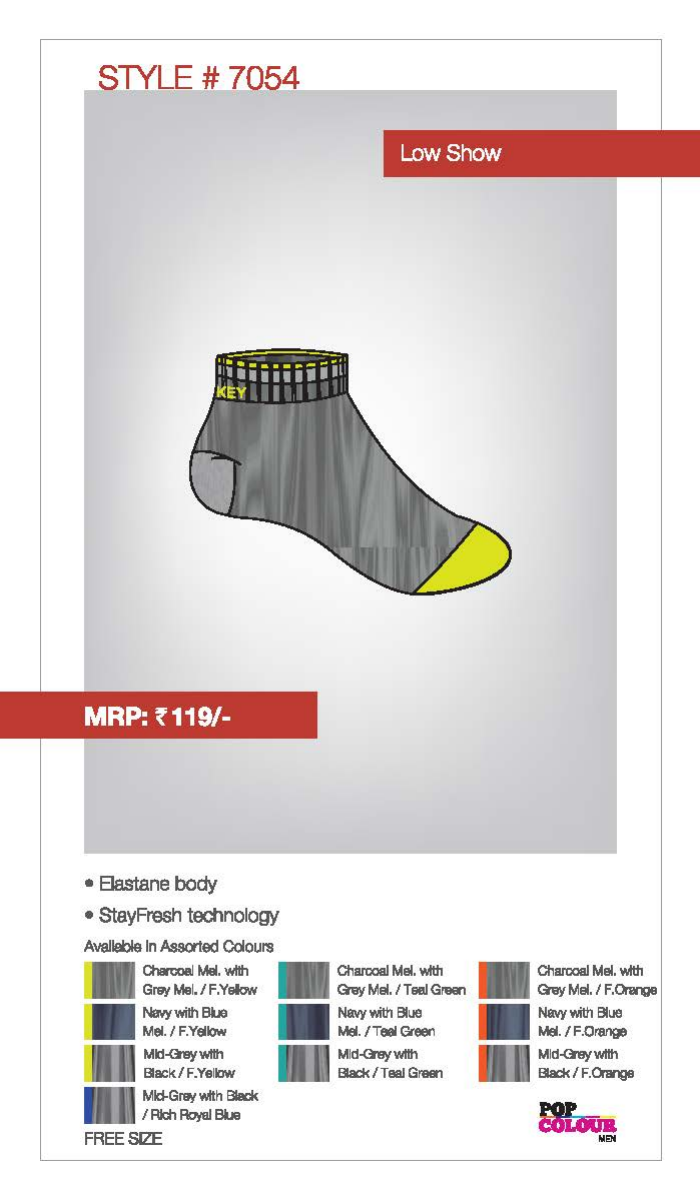 STYLE # 7054
Low Show
KEY
MRP: ₹119/-
• Elastane body
• StayFresh technology
Available in Assorted Colours
Charcoal Mel. with
Grey Mel. / F.Yellow
Charcoal Mel. with
Grey Mel. / Teal Green
Charcoal Mel. with
Grey Mel. / F.Orange
Navy with Blue
Mel. / F.Yellow
Navy with Blue
Mel. / Teal Green
Navy with Blue
Mel. / F.Orange
Mid-Grey with
Black / F.Yellow
Mid-Grey with
Black / Teal Green
Mid-Grey with
Black / F.Orange
Mid-Grey with Black
/ Rich Royal Blue
FREE SIZE
POP
COLOUR
MEN